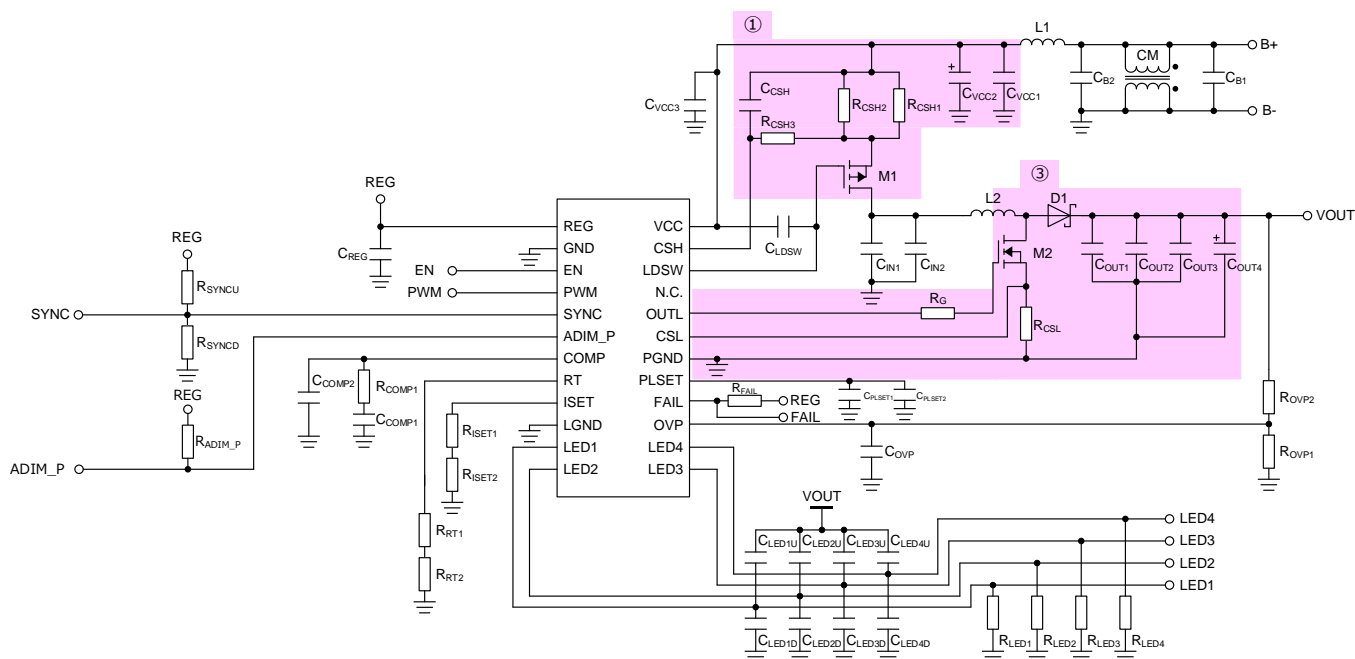 ①
L1
B+
CM
CB2
CB1
B-
CVCC3
CCSH
RCSH2
RCSH1
+
CVCC2
CVCC1
RCSH3
M1
REG
CREG
③
L2
D1
VOUT
REG
VCC
CLDSW
GND
CSH
EN
EN
LDSW
CIN1
CIN2
M2
COUT1
COUT2
COUT3
+
COUT4
PWM
PWM
N.C.
REG
RSYNCU
SYNC
SYNC
OUTL
RG
RCSL
RSYNCD
ADIM_P
CSL
COMP
PGND
CCOMP2
RCOMP1
CCOMP1
RT
PLSET
CPLSET1
CPLSET2
REG
RADIM_P
ADIM_P
ISET
FAIL
RFAIL
REG
FAIL
ROVP2
RISET1
RISET2
LGND
OVP
COVP
ROVP1
LED1
LED4
LED2
LED3
VOUT
RRT1
RRT2
CLED1U
CLED2U
CLED3U
CLED4U
LED4
LED3
LED2
LED1
CLED1D
CLED2D
CLED3D
CLED4D
RLED1
RLED2
RLED3
RLED4